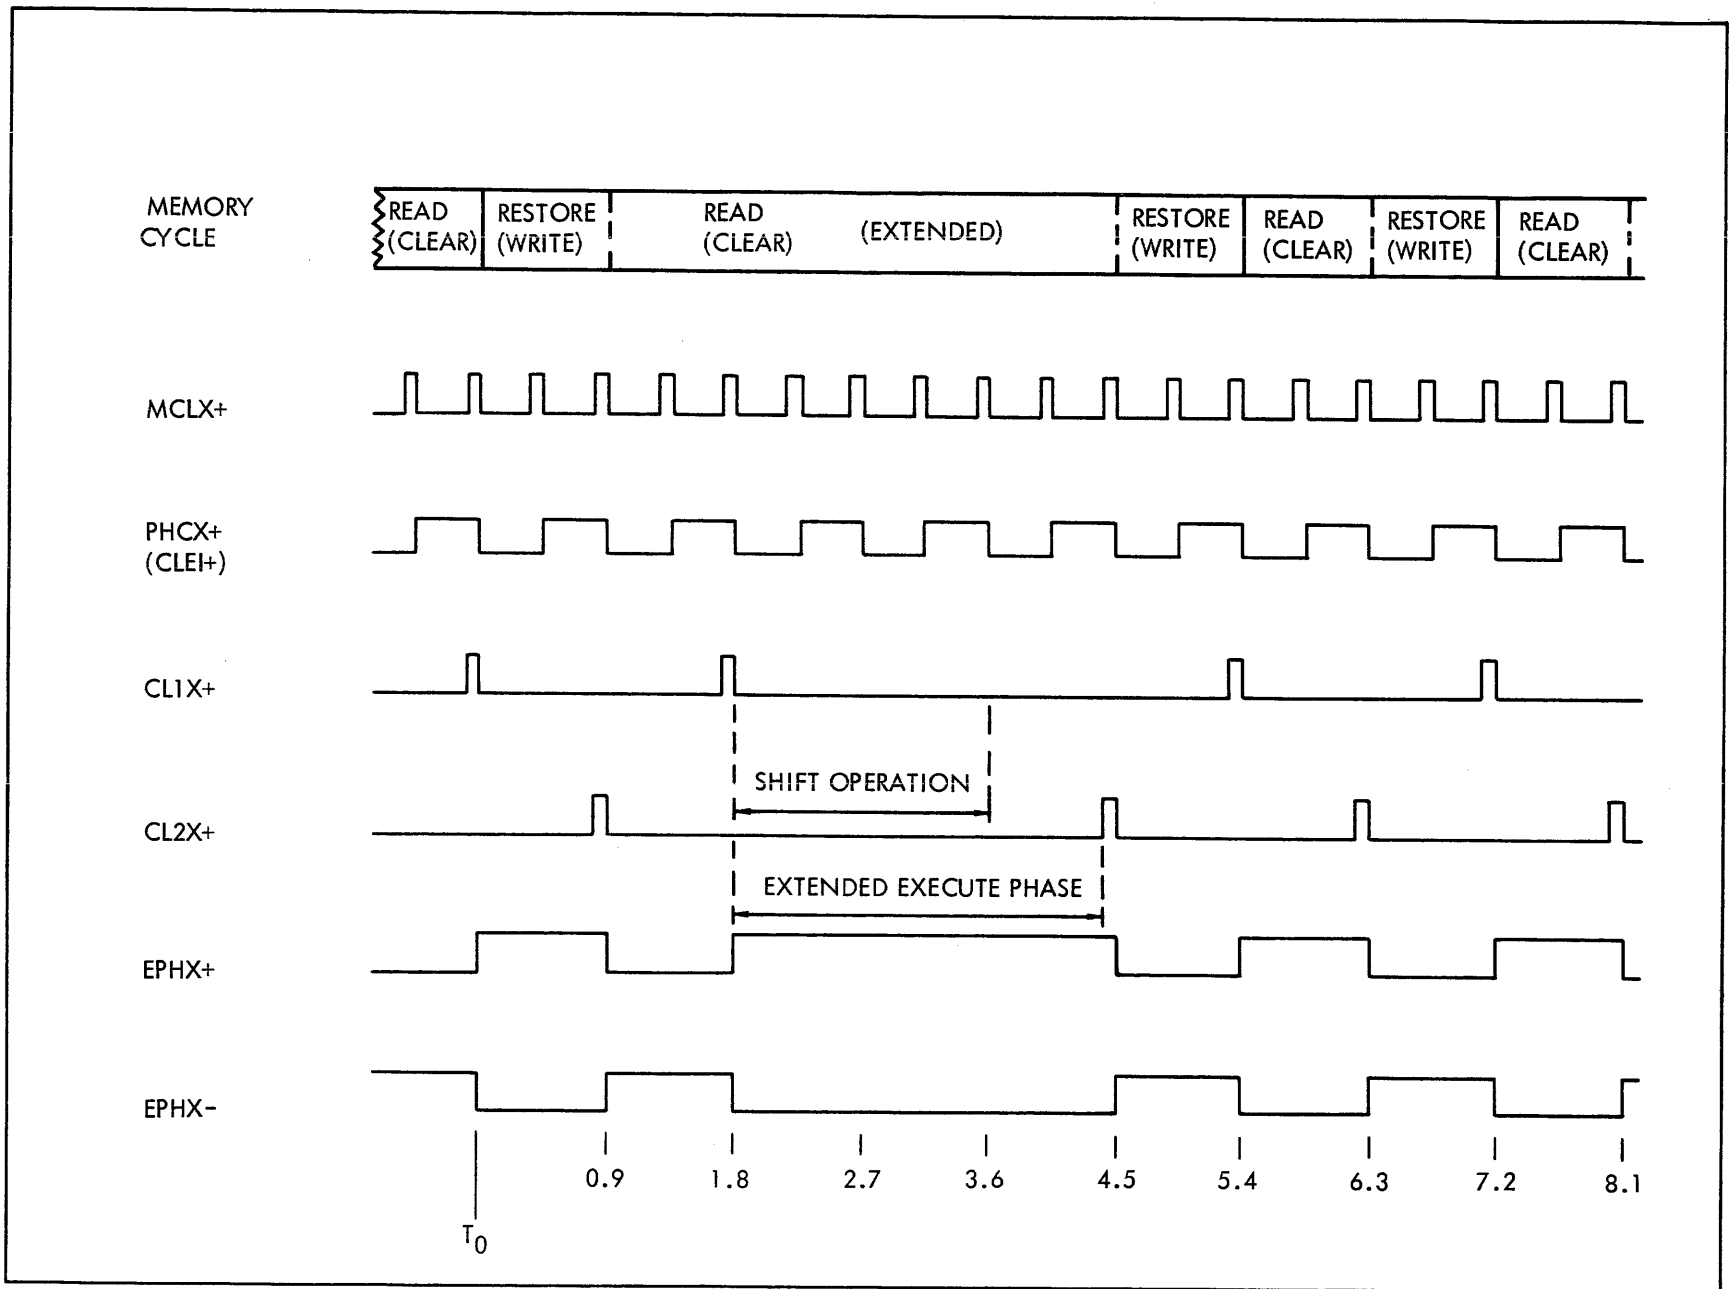 MEMORY
CYCLE
READ
(CLEAR)
RESTORE
(WRITE)
READ
(CLEAR)
(EXTENDED)
RESTORE
(WRITE)
READ
(CLEAR)
RESTORE
(WRITE)
READ
(CLEAR)
MCLX+
PHCX+
(CLEI+)
CL1X+
SHIFT OPERATION
CL2X+
EXTENDED EXECUTE PHASE
EPHX+
EPHX-
0.9 1.8 2.7 3.6 4.5 5.4 6.3 7.2 8.1
T0